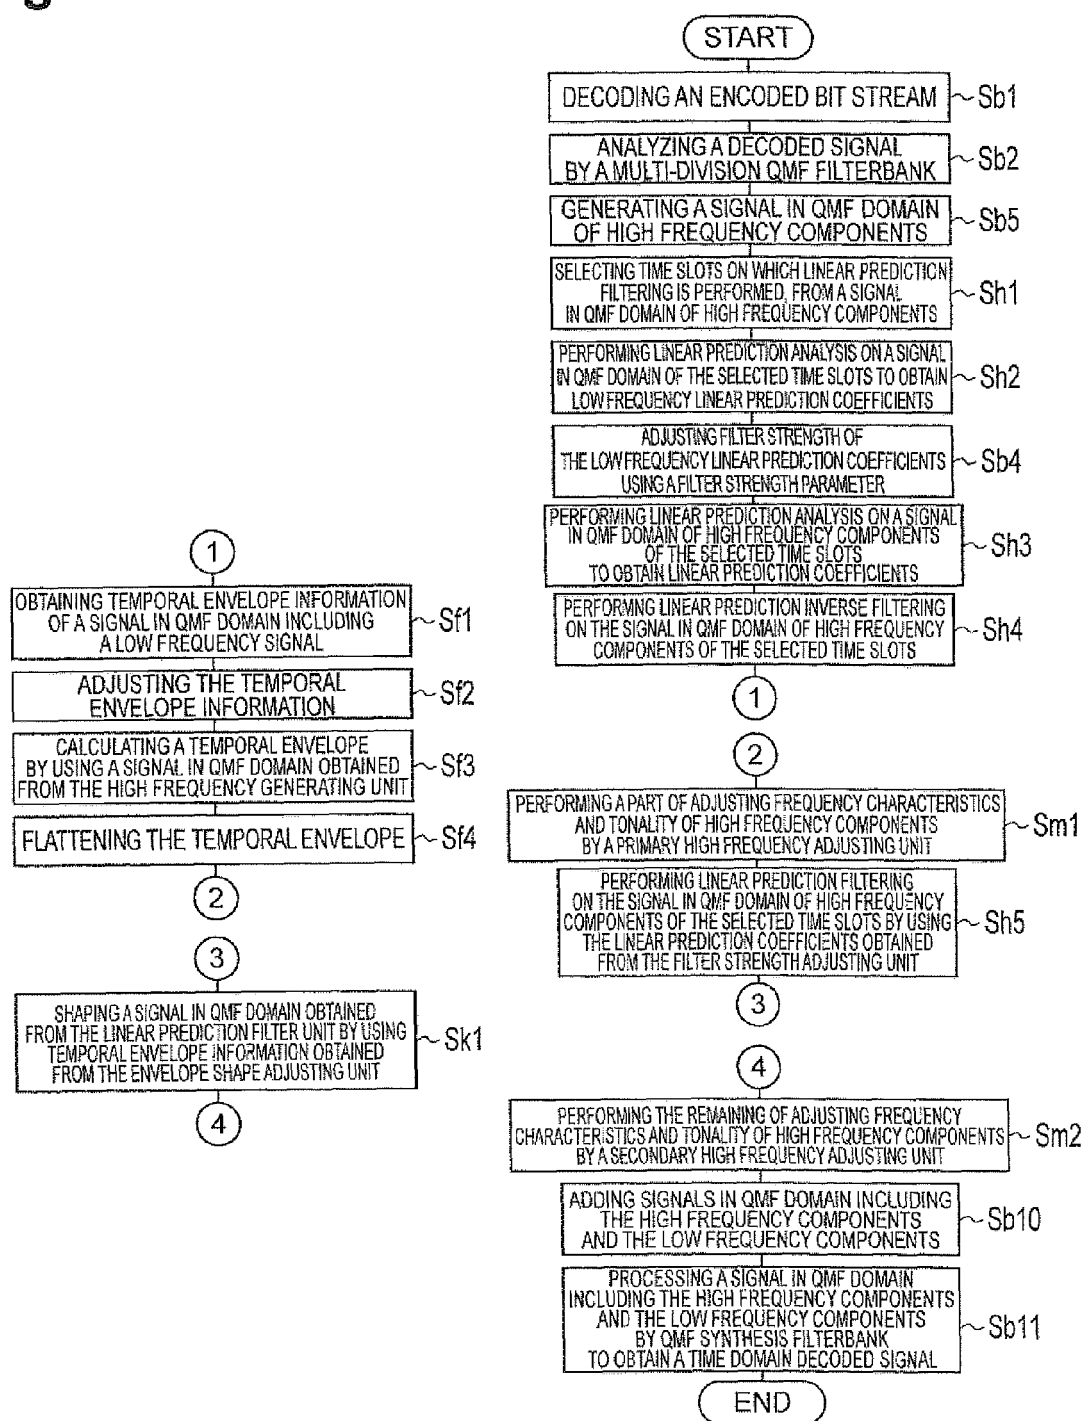 START
DECODING AN ENCODED BIT STREAM
Sb1
ANALYZING A DECODED SIGNAL
BY A MULTI-DIVISION QMF FILTERBANK
Sb2
GENERATING A SIGNAL IN QMF DOMAIN
OF HIGH FREQUENCY COMPONENTS
Sb5
SELECTING TIME SLOTS ON WHICH LINEAR PREDICTION
FILTERING IS PERFORMED, FROM A SIGNAL
IN QMF DOMAIN OF HIGH FREQUENCY COMPONENTS
Sh1
PERFORMING LINEAR PREDICTION ANALYSIS ON A SIGNAL
IN QMF DOMAIN OF THE SELECTED TIME SLOTS TO OBTAIN
LOW FREQUENCY LINEAR PREDICTION COEFFICIENTS
Sh2
ADJUSTING FILTER STRENGTH OF
THE LOW FREQUENCY LINEAR PREDICTION COEFFICIENTS
USING A FILTER STRENGTH PARAMETER
Sb4
PERFORMING LINEAR PREDICTION ANALYSIS ON A SIGNAL
IN QMF DOMAIN OF HIGH FREQUENCY COMPONENTS
OF THE SELECTED TIME SLOTS
TO OBTAIN LINEAR PREDICTION COEFFICIENTS
Sh3
PERFORMNG LINEAR PREDICTION INVERSE FILTERING
ON THE SIGNAL IN QMF DOMAIN OF HIGH FREQUENCY
COMPONENTS OF THE SELECTED TIME SLOTS
Sh4
1
1
OBTAINING TEMPORAL ENVELOPE INFORMATION
OF A SIGNAL IN QMF DOMAIN INCLUDING
A LOW FREQUENCY SIGNAL
Sf1
ADJUSTING THE TEMPORAL
ENVELOPE INFORMATION
Sf2
CALCULATING A TEMPORAL ENVELOPE
BY USING A SIGNAL IN QMF DOMAIN OBTAINED
FROM THE HIGH FREQUENCY GENERATING UNIT
Sf3
FLATTENING THE TEMPORAL ENVELOPE
Sf4
2
2
PERFORMING A PART OF ADJUSTING FREQUENCY CHARACTERISTICS
AND TONALITY OF HIGH FREQUENCY COMPONENTS
BY A PRIMARY HIGH FREQUENCY ADJUSTING UNIT
Sm1
PERFORMING LINEAR PREDICTION FILTERING
ON THE SIGNAL IN QMF DOMAIN OF HIGH FREQUENCY
COMPONENTS OF THE SELECTED TIME SLOTS BY USING
THE LINEAR PREDICTION COEFFICIENTS OBTAINED
FROM THE FILTER STRENGTH ADJUSTING UNIT
Sh5
3
3
SHAPING A SIGNAL IN QMF DOMAIN OBTAINED
FROM THE LINEAR PREDICTION FILTER UNIT BY USING
TEMPORAL ENVELOPE INFORMATION OBTAINED
FROM THE ENVELOPE SHAPE ADJUSTING UNIT
Sk1
4
4
PERFORMING THE REMAINING OF ADJUSTING FREQUENCY
CHARACTERISTICS AND TONALITY OF HIGH FREQUENCY COMPONENTS
BY A SECONDARY HIGH FREQUENCY ADJUSTING UNIT
Sm2
ADDING SIGNALS IN QMF DOMAIN INCLUDING
THE HIGH FREQUENCY COMPONENTS
AND THE LOW FREQUENCY COMPONENTS
Sb10
PROCESSING A SIGNAL IN QMF DOMAIN
INCLUDING THE HIGH FREQUENCY COMPONENTS
AND THE LOW FREQUENCY COMPONENTS
BY QMF SYNTHESIS FILTERBANK
TO OBTAIN A TIME DOMAIN DECODED SIGNAL
Sb11
END